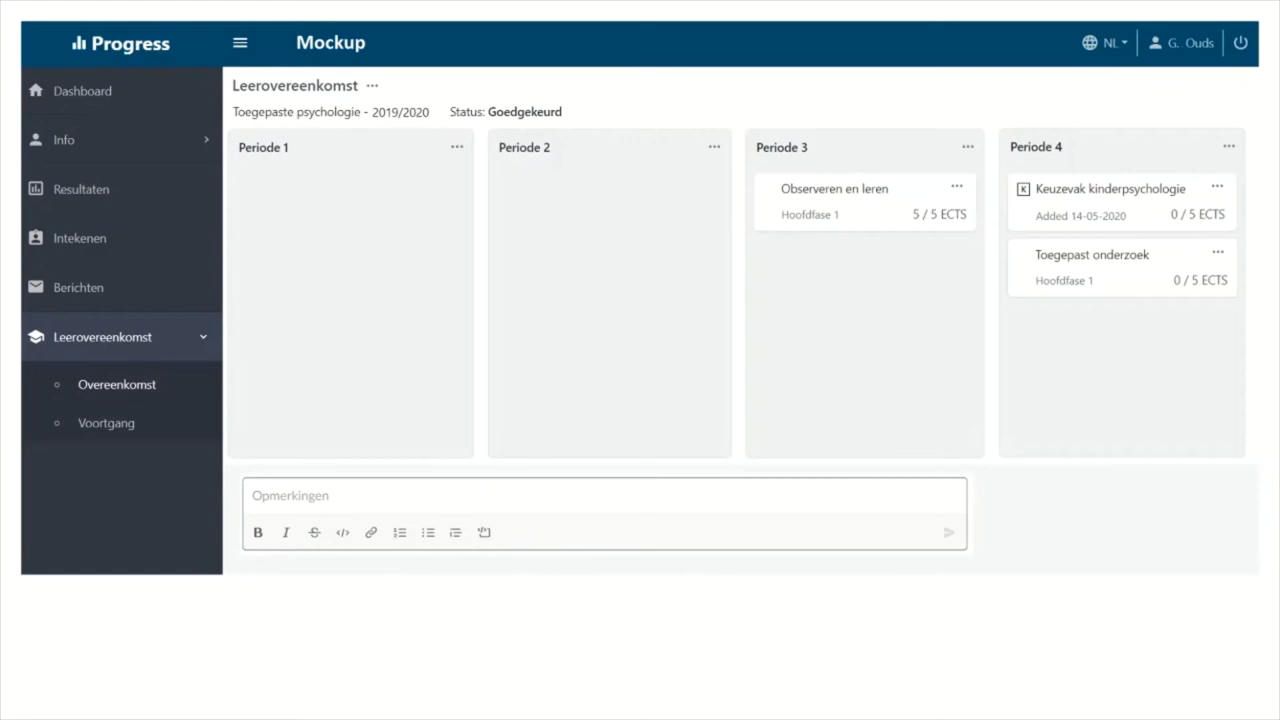 Progress
Mockup
NL
G. Ouds
Dashboard
Info
Resultaten
Intekenen
Berichten
Leerovereenkomst
Overeenkomst
Voortgang
Leerovereenkomst ···
Toegepaste psychologie - 2019/2020 Status: Goedgekeurd
Periode 1 ···
Periode 2 ···
Periode 3 ···
Observeren en leren ···
Hoofdfase 1 5 / 5 ECTS
Periode 4 ···
K Keuzevak kinderpsychologie ···
Added 14-05-2020 0 / 5 ECTS
Toegepast onderzoek ···
Hoofdfase 1 0 / 5 ECTS
Opmerkingen
B I S </>